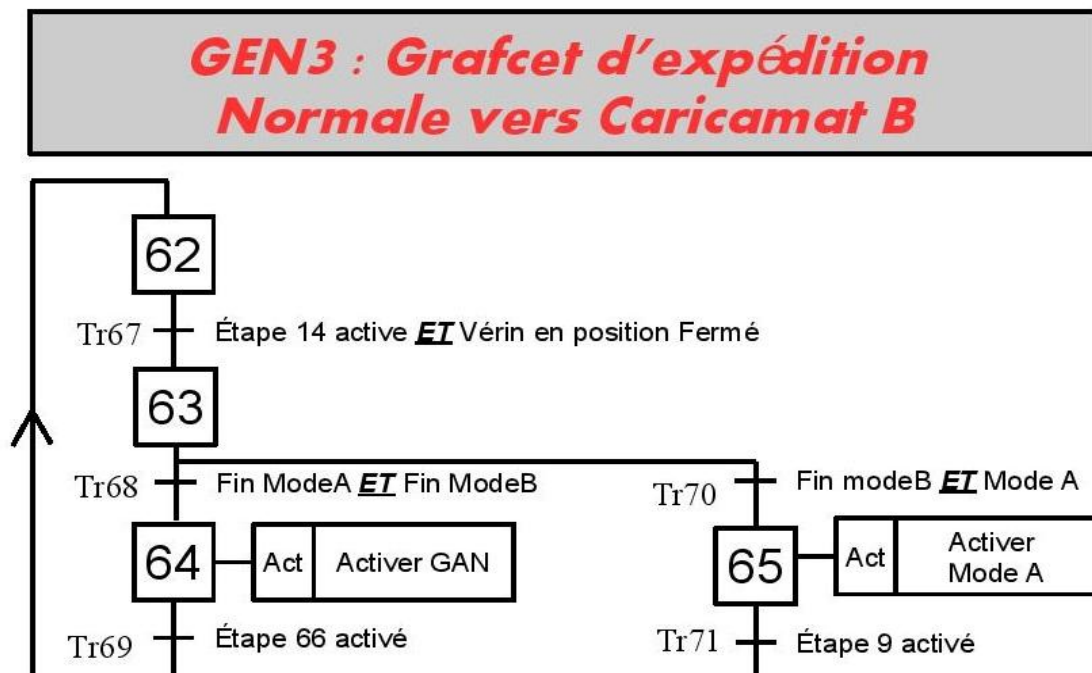 GEN3 : Grafcet d'expédition
Normale vers Caricamat B
62
Tr67 Étape 14 active ET Vérin en position Fermé
63
Tr68 Fin ModeA ET Fin ModeB
Tr70 Fin modeB ET Mode A
64 Act Activer GAN
65 Act Activer
Mode A
Tr69 Étape 66 activé
Tr71 Étape 9 activé